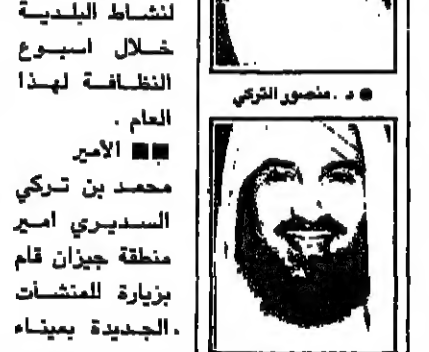 لنشاط البلدية
خلال اسبوع
النظافة لهذا
العام .
■■ الأمير
محمد بن تركي
السديري امير
منطقة جيزان قام
بزيارة للمنشات
الجديدة بميناء
● د . منصور التركي